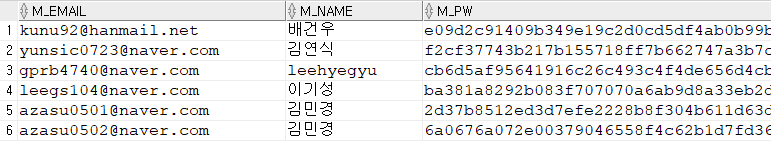 M_EMAIL M_NAME M_PW
1 kunu92@hanmail.net 배건우 e09d2c91409b349e19c2d0cd5df4ab0b99b
2 yunsic0723@naver.com 김연식 f2cf37743b217b155718ff7b662747a3b7c
3 gprb4740@naver.com leehyegyu cb6d5af95641916c26c493c4f4de656d4cb
4 leegs104@naver.com 이기성 ba381a8292b083f707070a6ab9d8a33eb2d
5 azasu0501@naver.com 김민경 2d37b8512ed3d7efe2228b8f304b611d63d
6 azasu0502@naver.com 김민경 6a0676a072e00379046558f4c62b1d7fd36